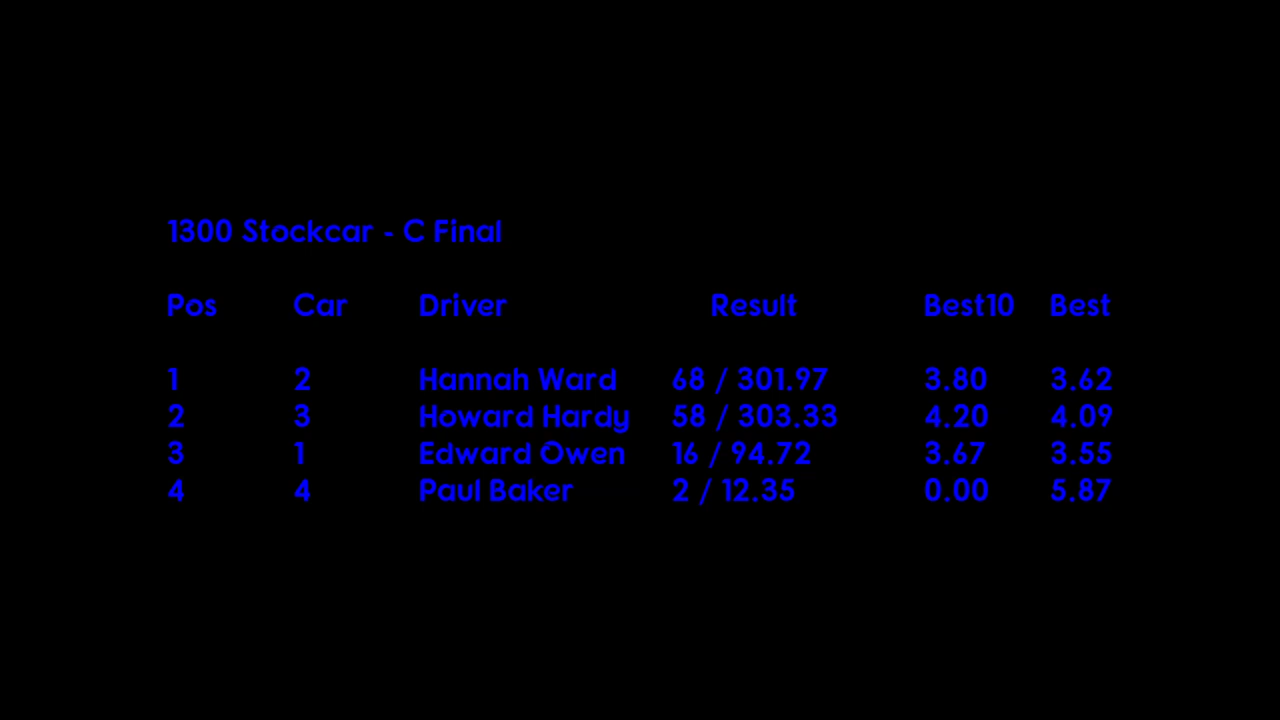 1300 Stockcar - C Final
Pos Car Driver Result Best10 Best
1 2 Hannah Ward 68 / 301.97 3.80 3.62
2 3 Howard Hardy 58 / 303.33 4.20 4.09
3 1 Edward Owen 16 / 94.72 3.67 3.55
4 4 Paul Baker 2 / 12.35 0.00 5.87